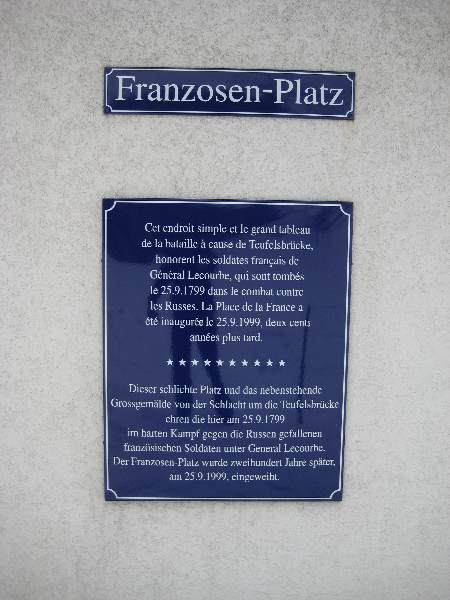 Franzosen-Platz
Cet endroit simple et le grand tableau
de la bataille à cause de Teufelsbrücke,
honorent les soldates français de
Général Lecourbe, qui sont tombés
le 25.9.1799 dans le combat contre
les Russes. La Place de la France a
été inaugurée le 25.9.1999, deux cents
années plus tard.
★★★★★★★★★★
Dieser schlichte Platz und das nebenstehende
Grossgemälde von der Schlacht um die Teufelsbrücke
ehren die hier am 25.9.1799
im harten Kampf gegen die Russen gefallenen
französischen Soldaten unter General Lecourbe.
Der Franzosen-Platz wurde zweihundert Jahre später,
am 25.9.1999, eingeweiht.